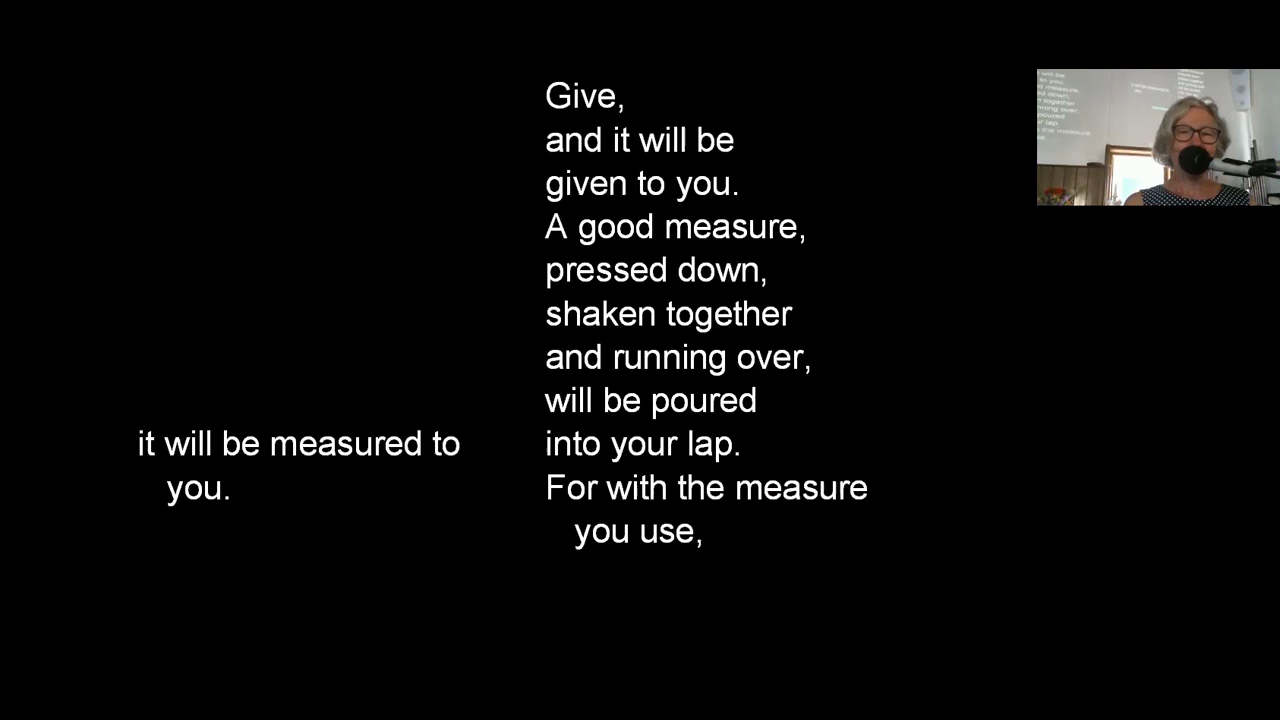 Give,
and it will be
given to you.
A good measure,
pressed down,
shaken together
and running over,
will be poured
into your lap.
For with the measure
you use,
it will be measured to
you.